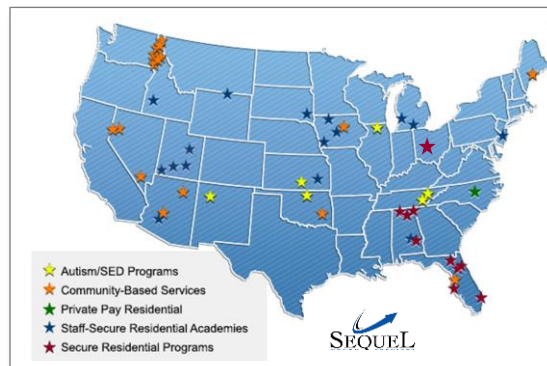 Autism/SED Programs
Community-Based Services
Private Pay Residential
Staff-Secure Residential Academies
Secure Residential Programs
SEQUEL